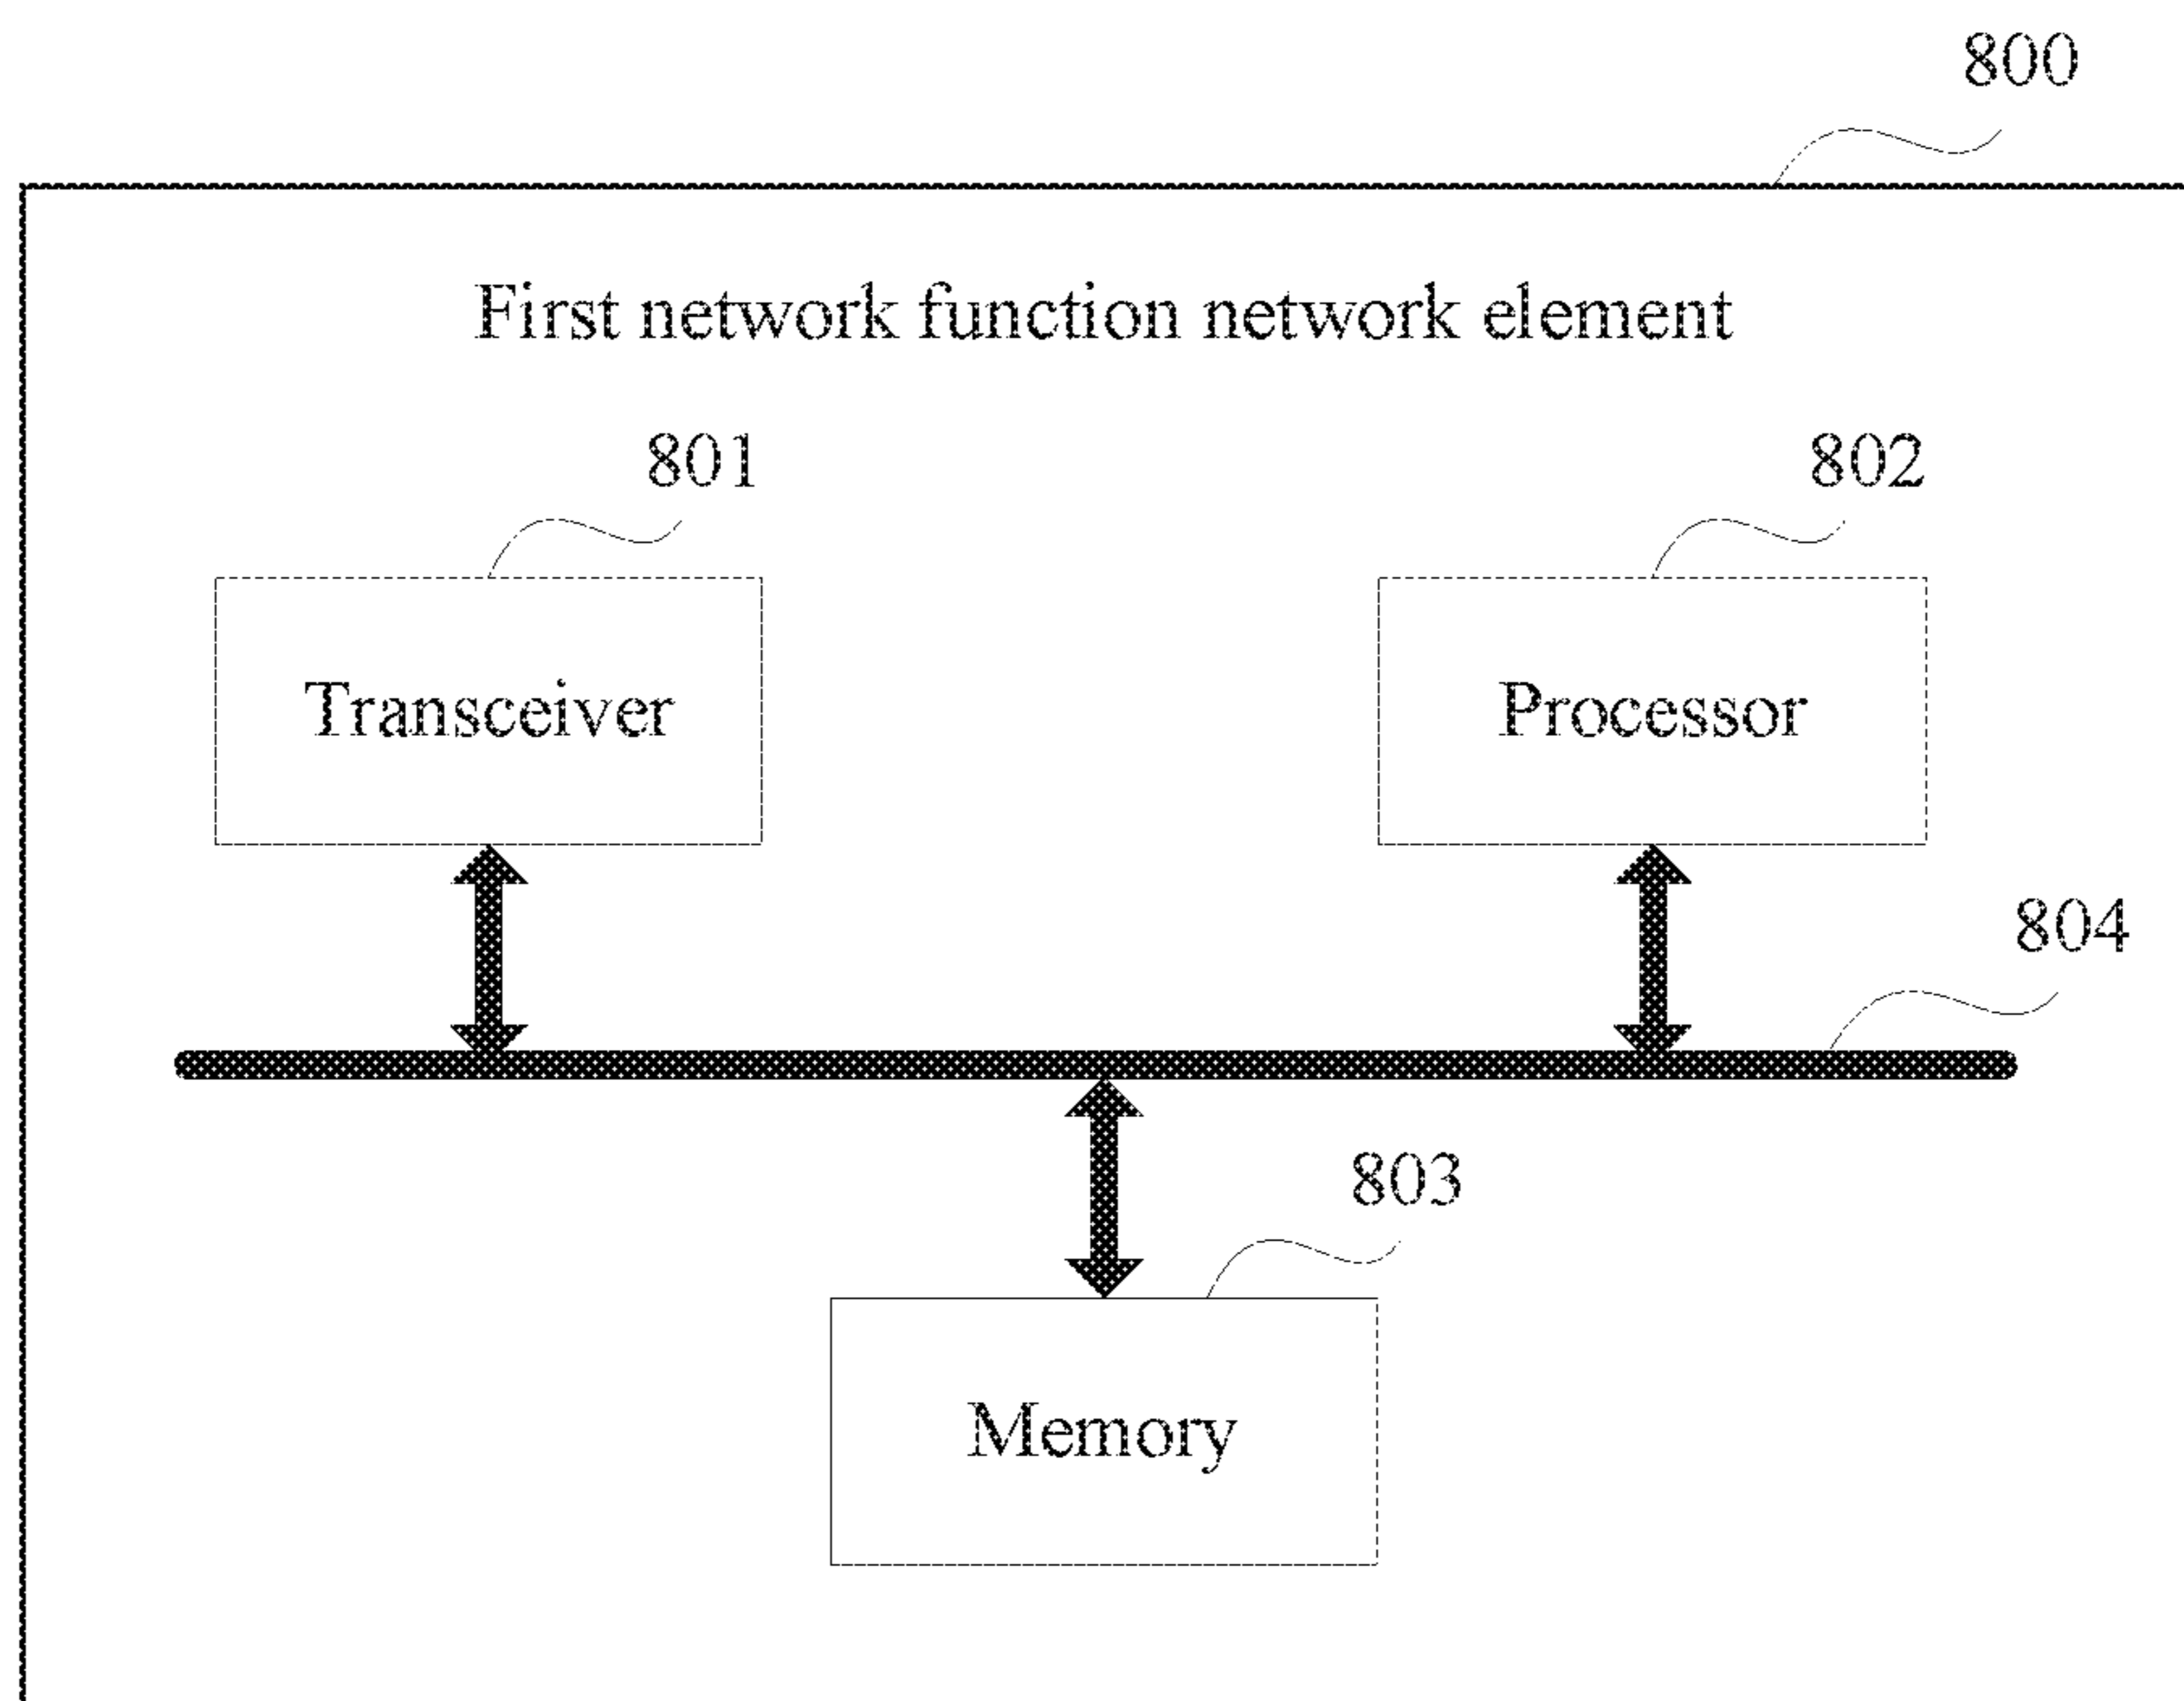 800
First network function network element
801
802
Transceiver
Processor
804
803
Memory